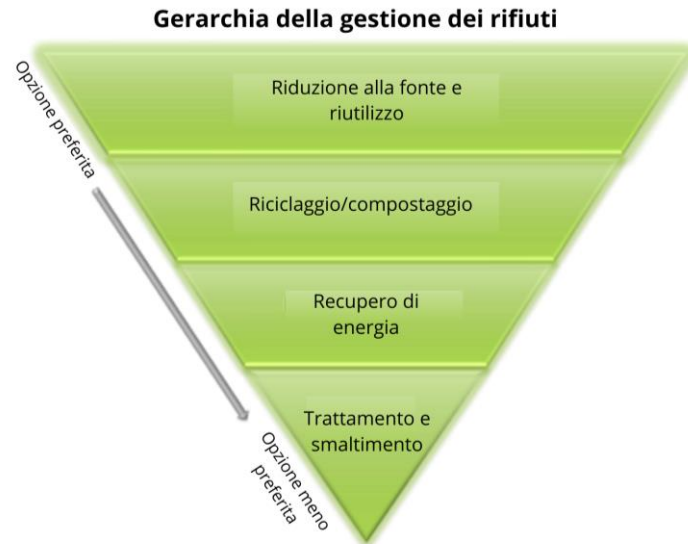 Gerarchia della gestione dei rifiuti
Opzione preferita
Riduzione alla fonte e
riutilizzo
Riciclaggio/compostaggio
Recupero di
energia
Trattamento e
smaltimento
Opzione meno
preferita